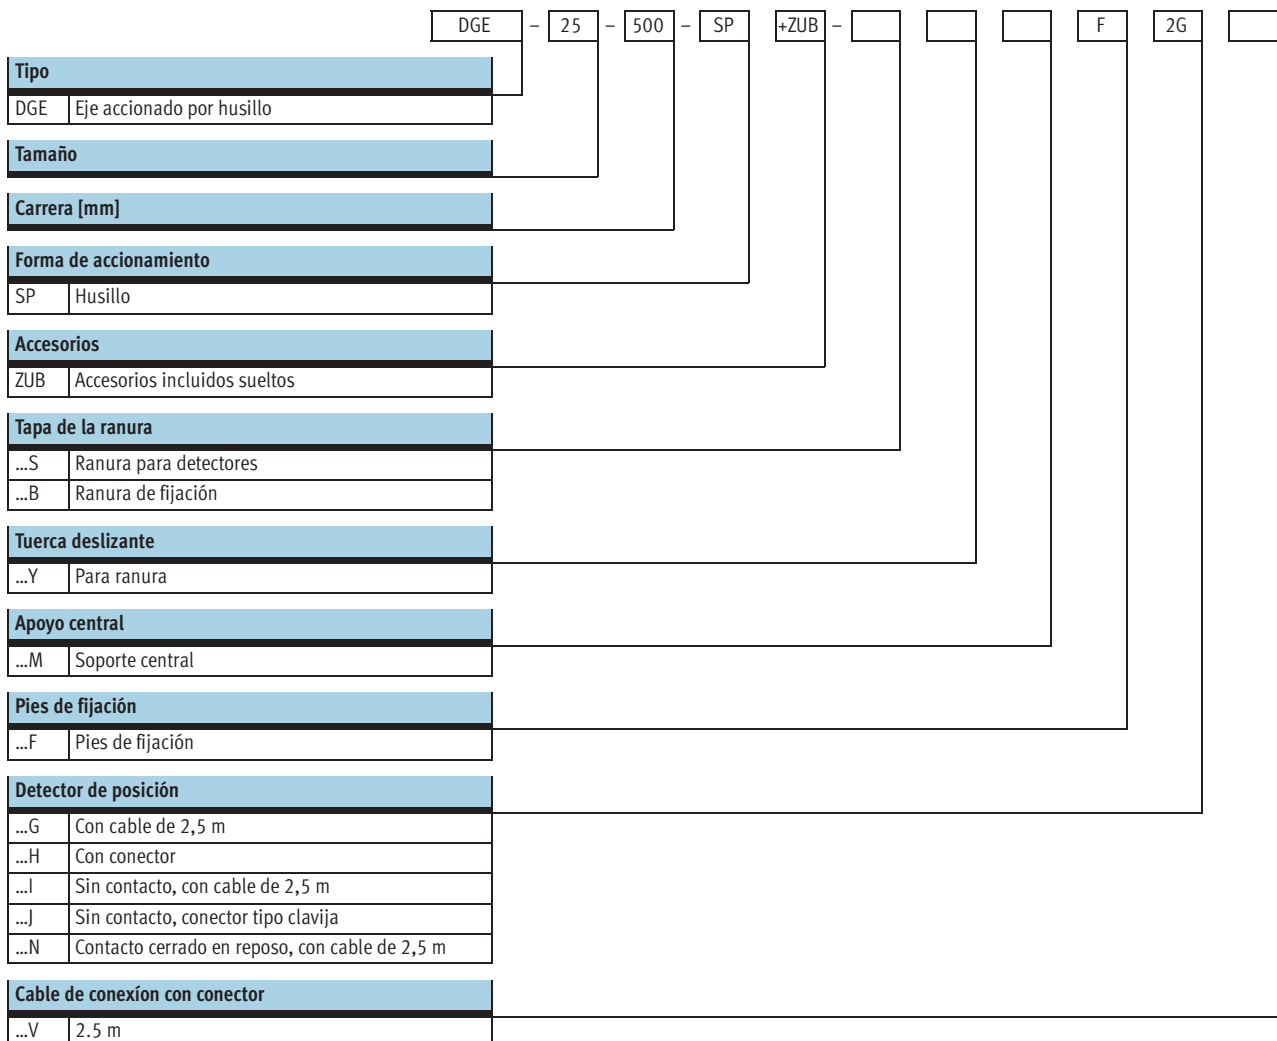 DGE – 25 – 500 – SP +ZUB – F 2G
Tipo
DGE Eje accionado por husillo
Tamaño
Carrera [mm]
Forma de accionamiento
SP Husillo
Accesorios
ZUB Accesorios incluidos sueltos
Tapa de la ranura
...S Ranura para detectores
...B Ranura de fijación
Tuerca deslizante
...Y Para ranura
Apoyo central
...M Soporte central
Pies de fijación
...F Pies de fijación
Detector de posición
...G Con cable de 2,5 m
...H Con conector
...I Sin contacto, con cable de 2,5 m
...J Sin contacto, conector tipo clavija
...N Contacto cerrado en reposo, con cable de 2,5 m
Cable de conexíon con conector
...V 2.5 m